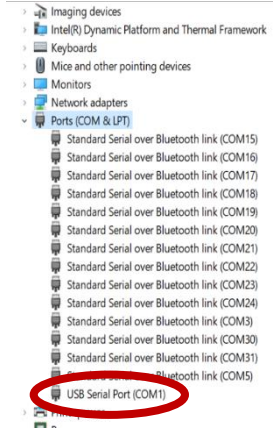 Imaging devices
Intel(R) Dynamic Platform and Thermal Framework
Keyboards
Mice and other pointing devices
Monitors
Network adapters
Ports (COM & LPT)
Standard Serial over Bluetooth link (COM15)
Standard Serial over Bluetooth link (COM16)
Standard Serial over Bluetooth link (COM17)
Standard Serial over Bluetooth link (COM18)
Standard Serial over Bluetooth link (COM19)
Standard Serial over Bluetooth link (COM20)
Standard Serial over Bluetooth link (COM21)
Standard Serial over Bluetooth link (COM22)
Standard Serial over Bluetooth link (COM23)
Standard Serial over Bluetooth link (COM24)
Standard Serial over Bluetooth link (COM3)
Standard Serial over Bluetooth link (COM30)
Standard Serial over Bluetooth link (COM31)
Standard Serial over Bluetooth link (COM5)
USB Serial Port (COM1)